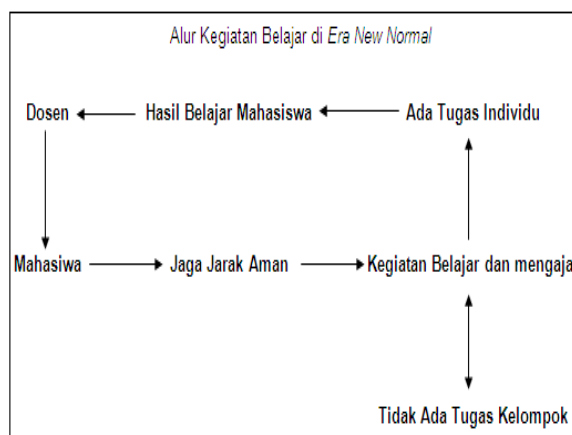 Alur Kegiatan Belajar di Era New Normal
Dosen Hasil Belajar Mahasiswa Ada Tugas Individu
Mahasiwa Jaga Jarak Aman Kegiatan Belajar dan mengaja
Tidak Ada Tugas Kelompok